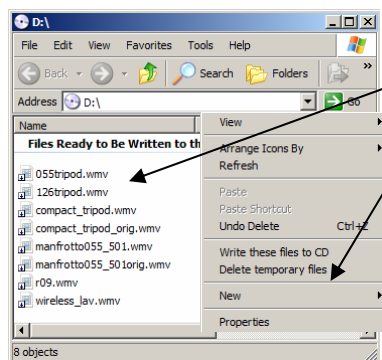 D:\
File Edit View Favorites Tools Help
Back Search Folders »
Address D:\ Go
Name
Files Ready to Be Written to th
055tripod.wmv
126tripod.wmv
compact_tripod.wmv
compact_tripod_orig.wmv
manfrotto055_501.wmv
manfrotto055_501orig.wmv
r09.wmv
wireless_lav.wmv
View
Arrange Icons By
Refresh
Paste
Paste Shortcut
Undo Delete Ctrl+Z
Write these files to CD
Delete temporary files
New
Properties
8 objects